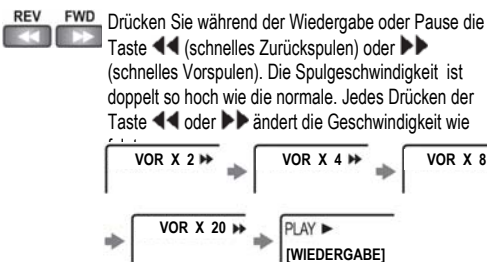 REV FWD
Drücken Sie während der Wiedergabe oder Pause die
Taste ◀◀ (schnelles Zurückspulen) oder ▶▶
(schnelles Vorspulen). Die Spulgeschwindigkeit ist
doppelt so hoch wie die normale. Jedes Drücken der
Taste ◀◀ oder ▶▶ ändert die Geschwindigkeit wie
VOR X 2 ▶▶ VOR X 4 ▶▶ VOR X 8
VOR X 20 ▶▶ PLAY ▶
[WIEDERGABE]